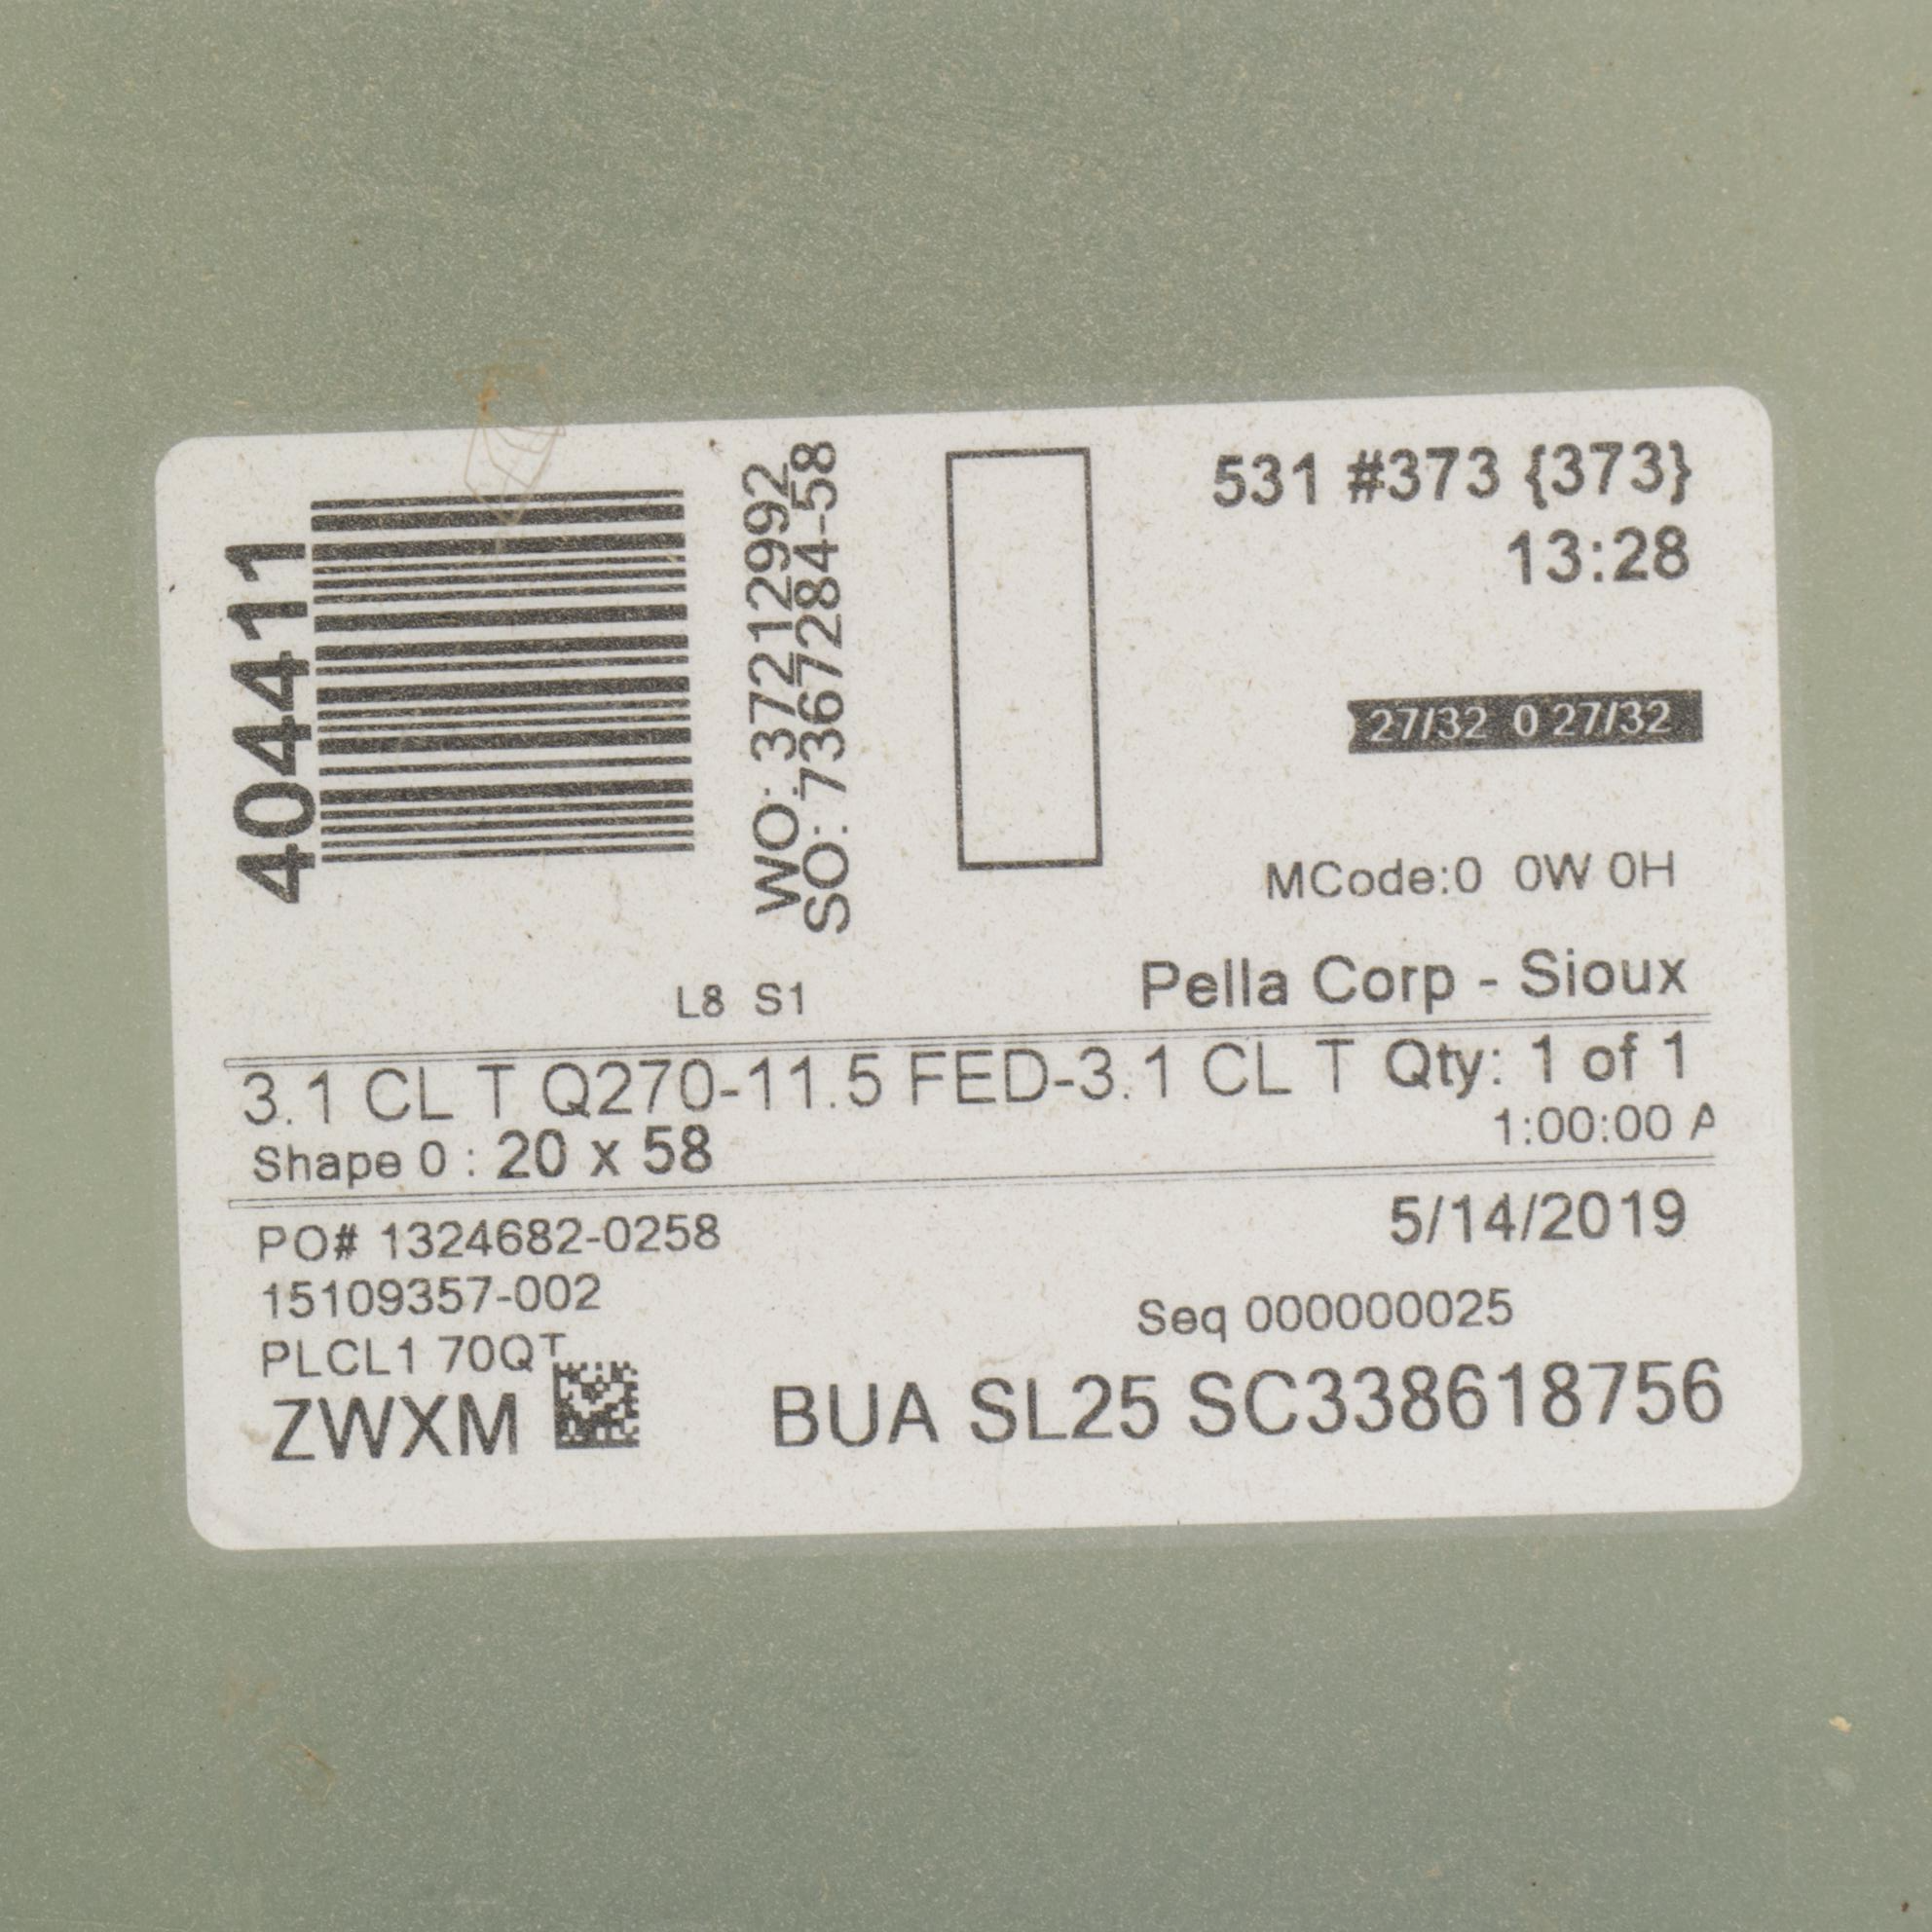 404411
WO: 37212992
SO: 7367284-58
531 #373 {373}
13:28
27/32 0 27/32
MCode:0 0W 0H
L8 S1
Pella Corp - Sioux
3.1 CL T Q270-11.5 FED-3.1 CL T Qty: 1 of 1
Shape 0 : 20 x 58
1:00:00 A
PO# 1324682-0258
5/14/2019
15109357-002
Seq 000000025
PLCL1 70QT
ZWXM
BUA SL25 SC338618756